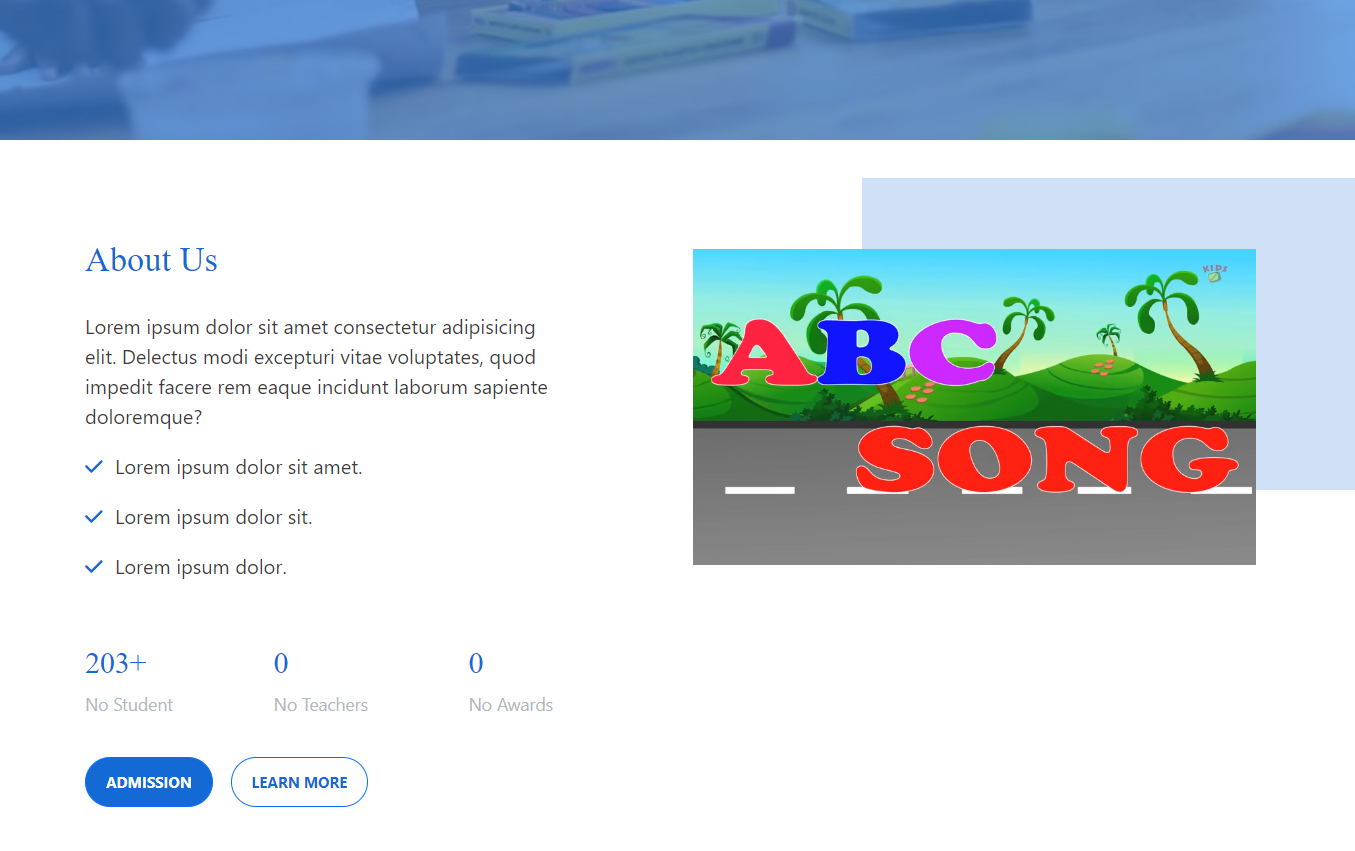 About Us
Lorem ipsum dolor sit amet consectetur adipisicing
elit. Delectus modi excepturi vitae voluptates, quod
impedit facere rem eaque incidunt laborum sapiente
doloremque?
Lorem ipsum dolor sit amet.
Lorem ipsum dolor sit.
Lorem ipsum dolor.
203+
No Student
0
No Teachers
0
No Awards
ADMISSION
LEARN MORE
KIDS
ABC
SONG